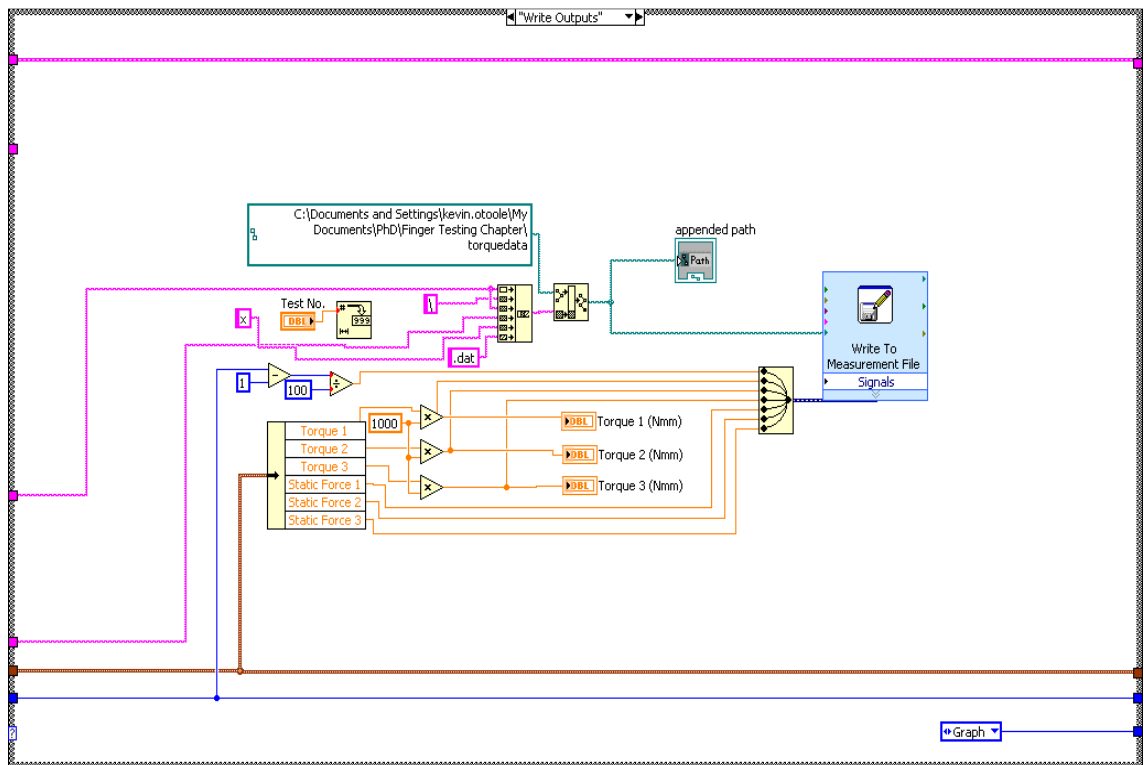 "Write Outputs"
C:\Documents and Settings\kevin.otoole\My
Documents\PhD\Finger Testing Chapter\
torquedata
appended path
Path
Test No.
DBL
#
999
\
x
.dat
Write To
Measurement File
Signals
1
100
1000
Torque 1
Torque 2
Torque 3
Static Force 1
Static Force 2
Static Force 3
DBL Torque 1 (Nmm)
DBL Torque 2 (Nmm)
DBL Torque 3 (Nmm)
?
Graph